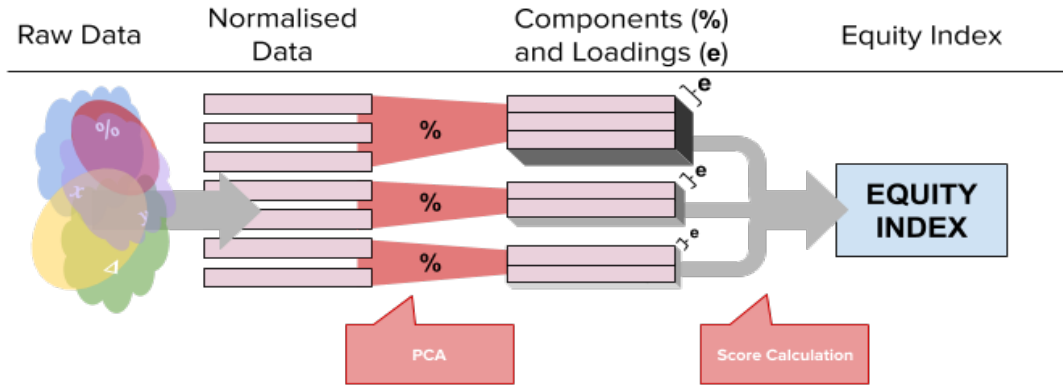 Raw Data
Normalised
Data
Components (%)
and Loadings (e)
Equity Index
%
x
y
Δ
%
%
%
e
e
e
EQUITY
INDEX
PCA
Score Calculation